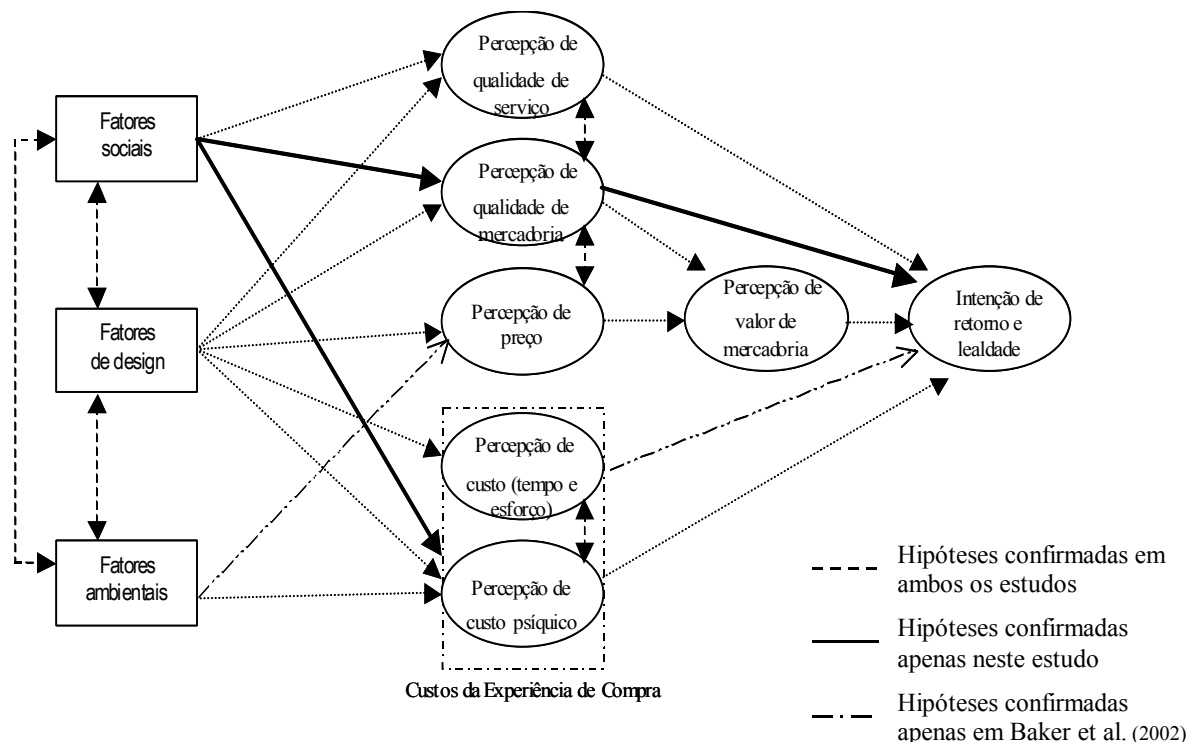 Percepção de
qualidade de
serviço
Fatores
sociais
Percepção de
qualidade de
mercadoria
Fatores
de design
Percepção de
preço
Percepção de
valor de
mercadoria
Intenção de
retorno e
lealdade
Percepção de
custo (tempo e
esforço)
Fatores
ambientais
Percepção de
custo psíquico
Custos da Experiência de Compra
Hipóteses confirmadas em
ambos os estudos
Hipóteses confirmadas
apenas neste estudo
Hipóteses confirmadas
apenas em Baker et al. (2002)